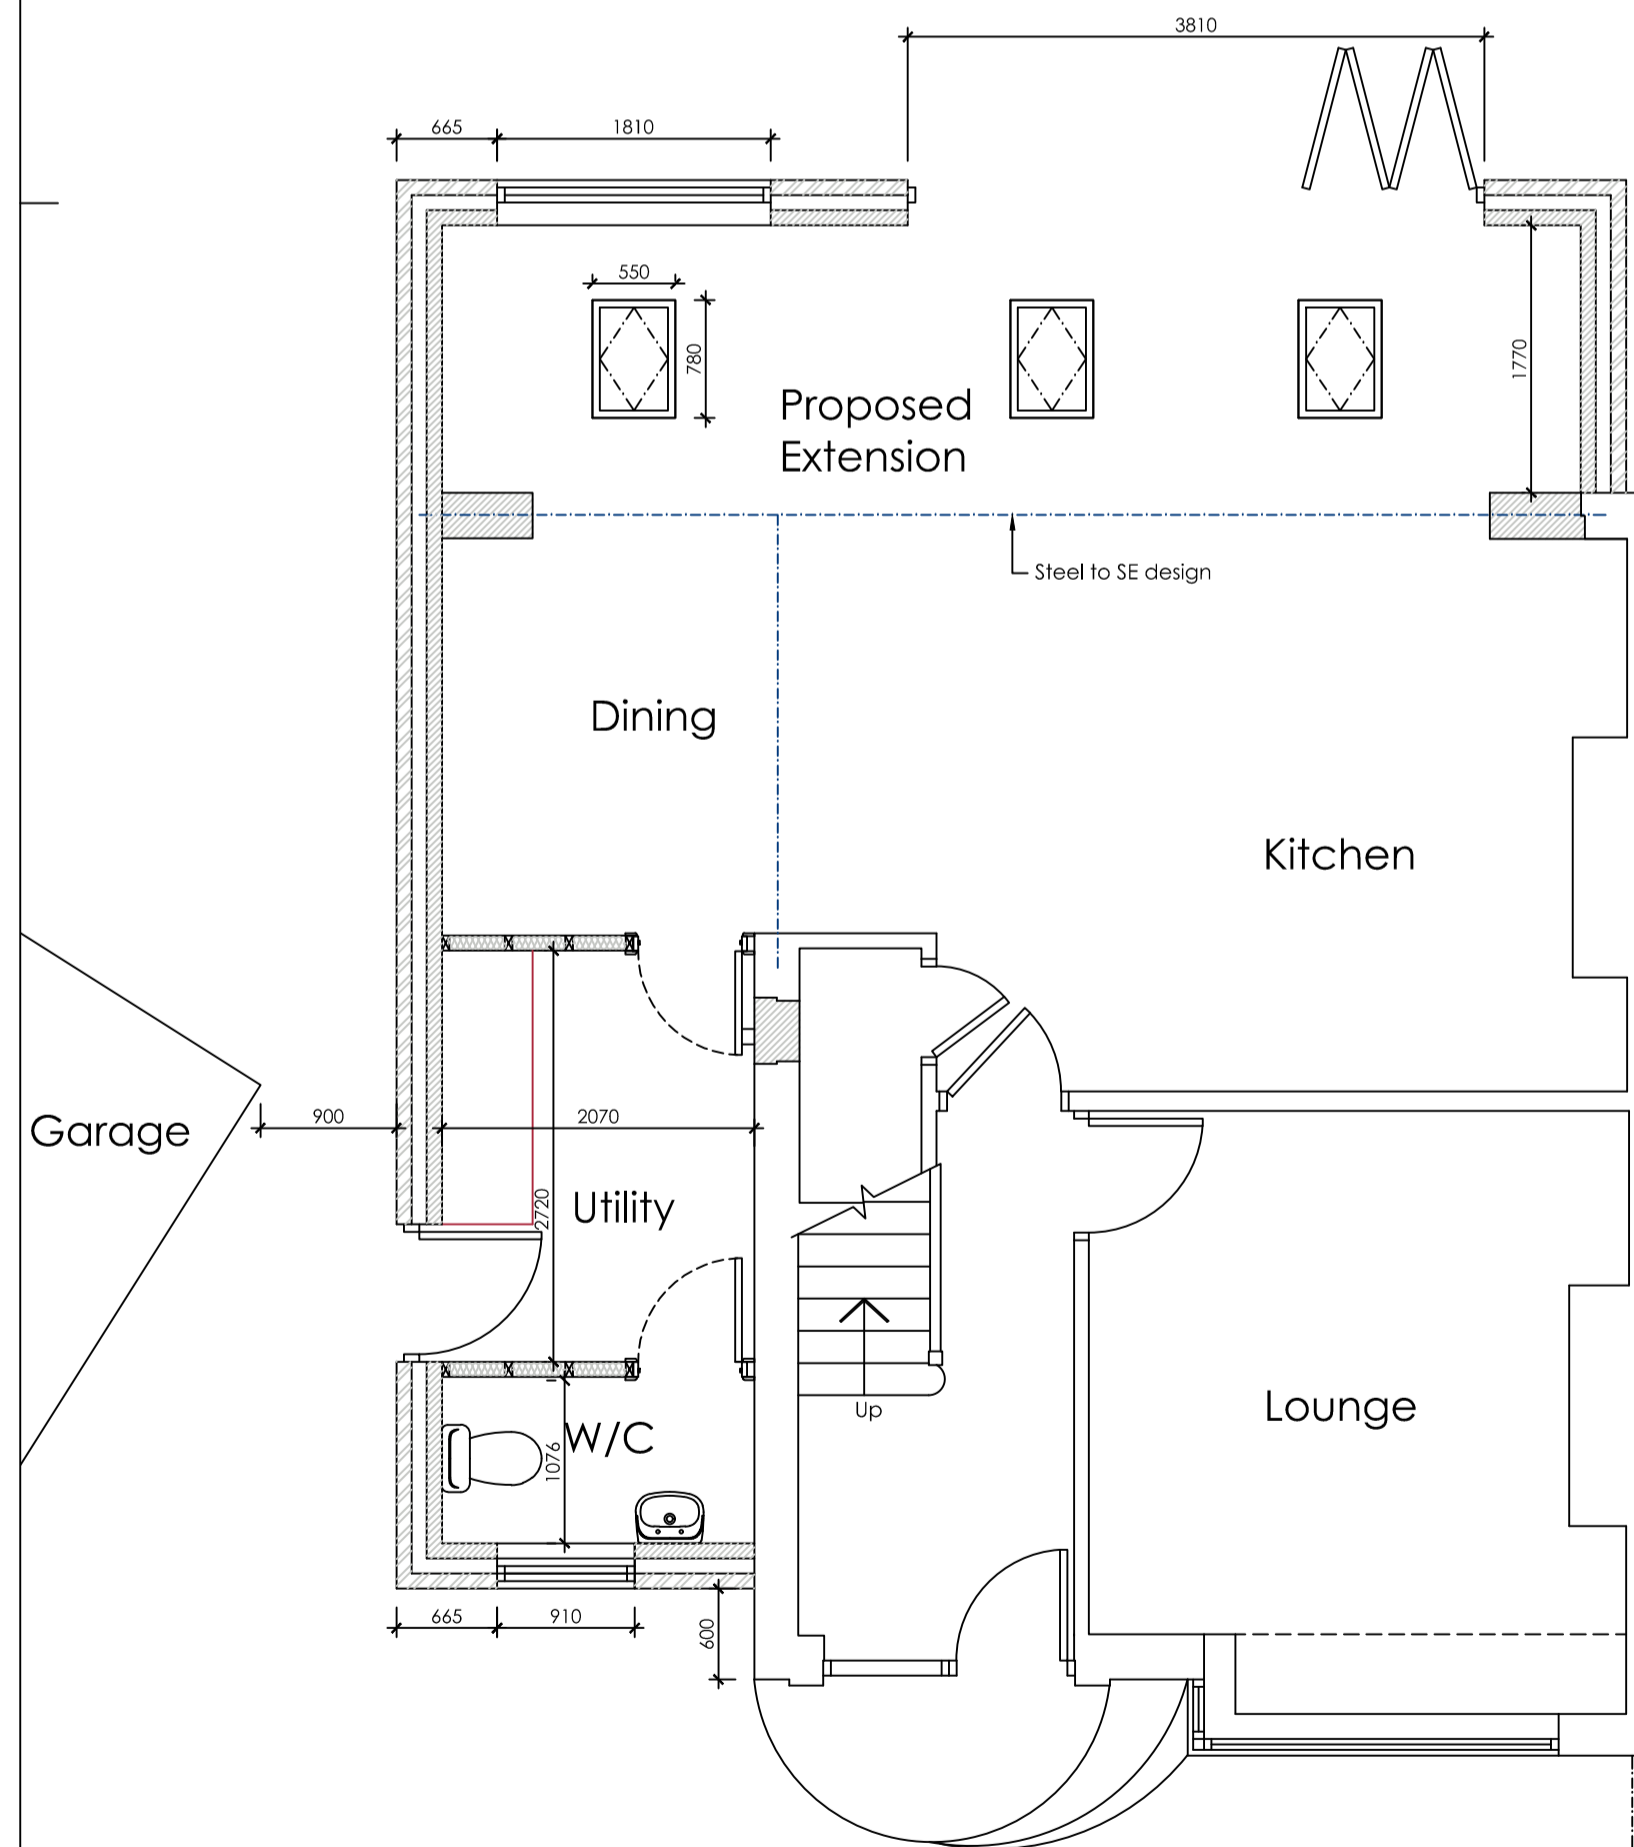 3810
665
1810
550
780
1770
Proposed
Extension
Steel to SE design
Dining
Kitchen
Garage
900
2070
2720
Utility
Up
Lounge
W/C
1076
665
910
600